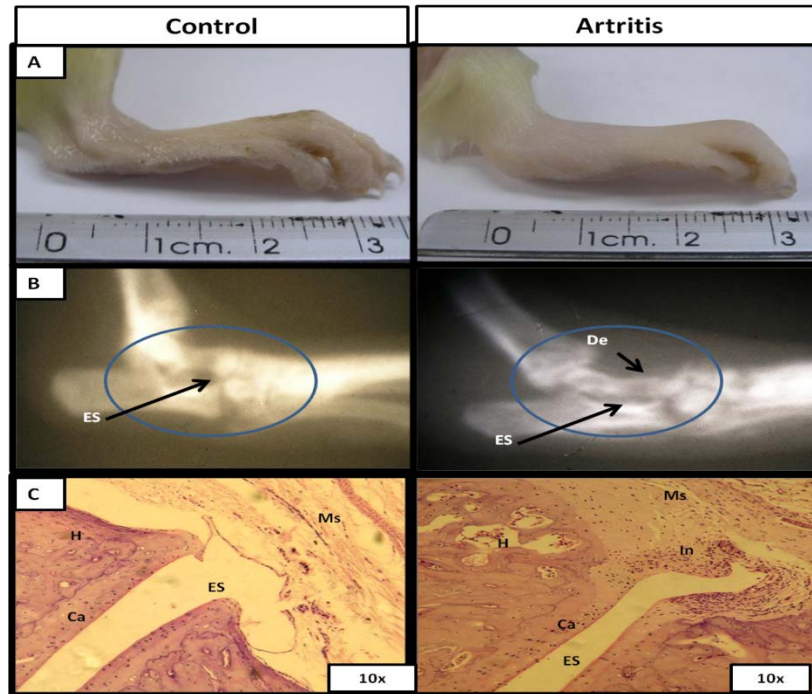 Control
Artritis
A
0 1cm. 2 3
0 1cm. 2 3
B
ES
De
ES
C
H
Ms
ES
Ca
10x
Ms
H
In
Ca
ES
10x